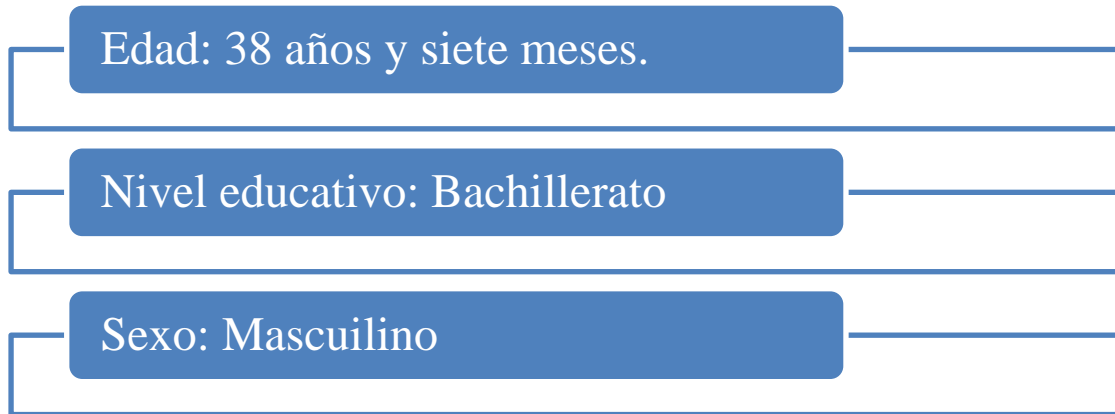 Edad: 38 años y siete meses.
Nivel educativo: Bachillerato
Sexo: Mascuilino